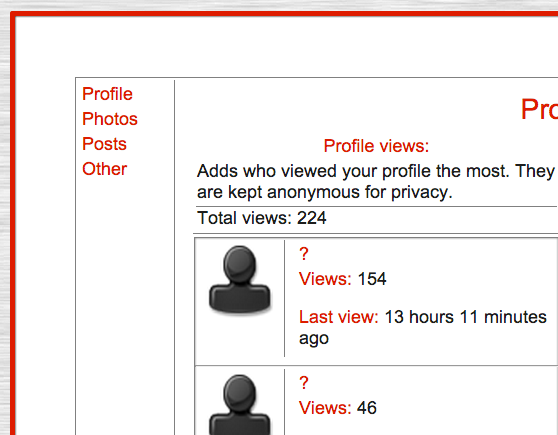 Profile
Photos
Posts
Other
Pro
Profile views:
Adds who viewed your profile the most. They
are kept anonymous for privacy.
Total views: 224
?
Views: 154
Last view: 13 hours 11 minutes
ago
?
Views: 46